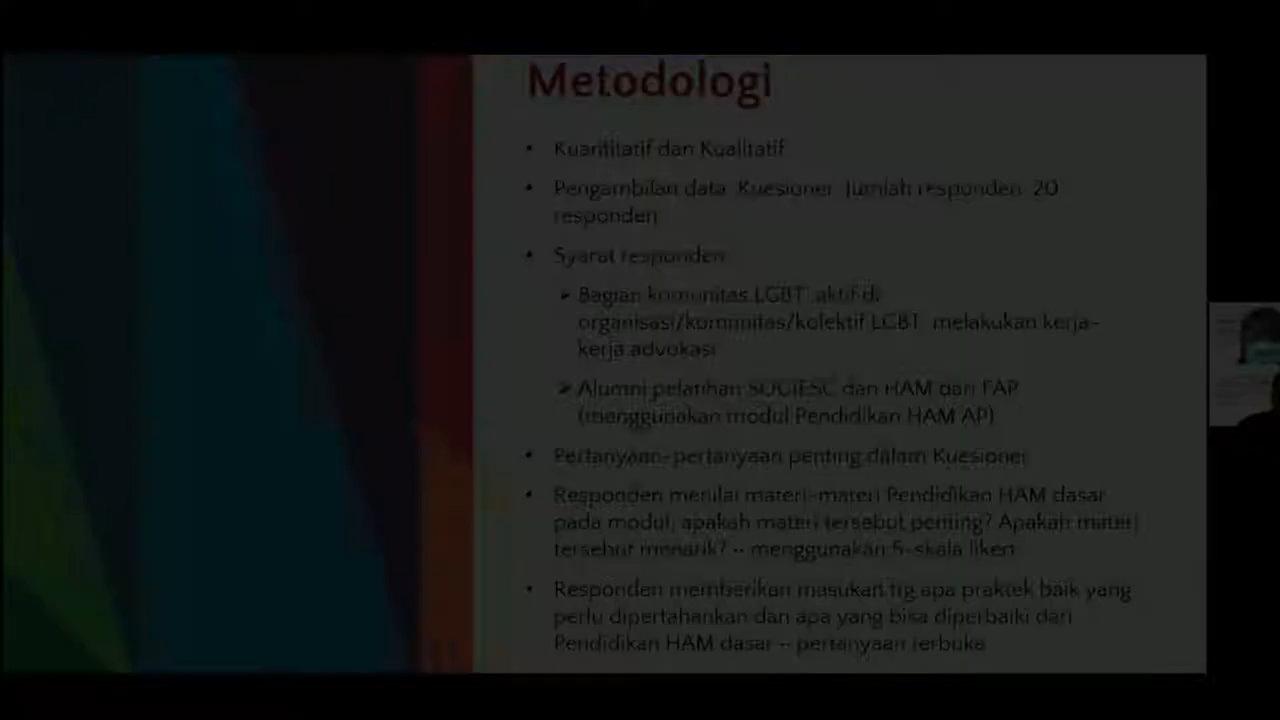 Metodologi
• Kuantitatif dan Kualitatif
• Pengambilan data: Kuesioner. Jumlah responden: 20
responden
• Syarat responden
➢ Bagian komunitas LGBT, aktif di
organisasi/komunitas/kolektif LGBT, melakukan kerja-
kerja advokasi
➢ Alumni pelatihan SOGIESC dan HAM dari FAP
(menggunakan modul Pendidikan HAM AP)
• Pertanyaan-pertanyaan penting dalam Kuesioner
• Responden menilai materi-materi Pendidikan HAM dasar
pada modul, apakah materi tersebut penting? Apakah materi
tersebut menarik? -- menggunakan 5-skala likert
• Responden memberikan masukan ttg apa praktek baik yang
perlu dipertahankan dan apa yang bisa diperbaiki dari
Pendidikan HAM dasar -- pertanyaan terbuka